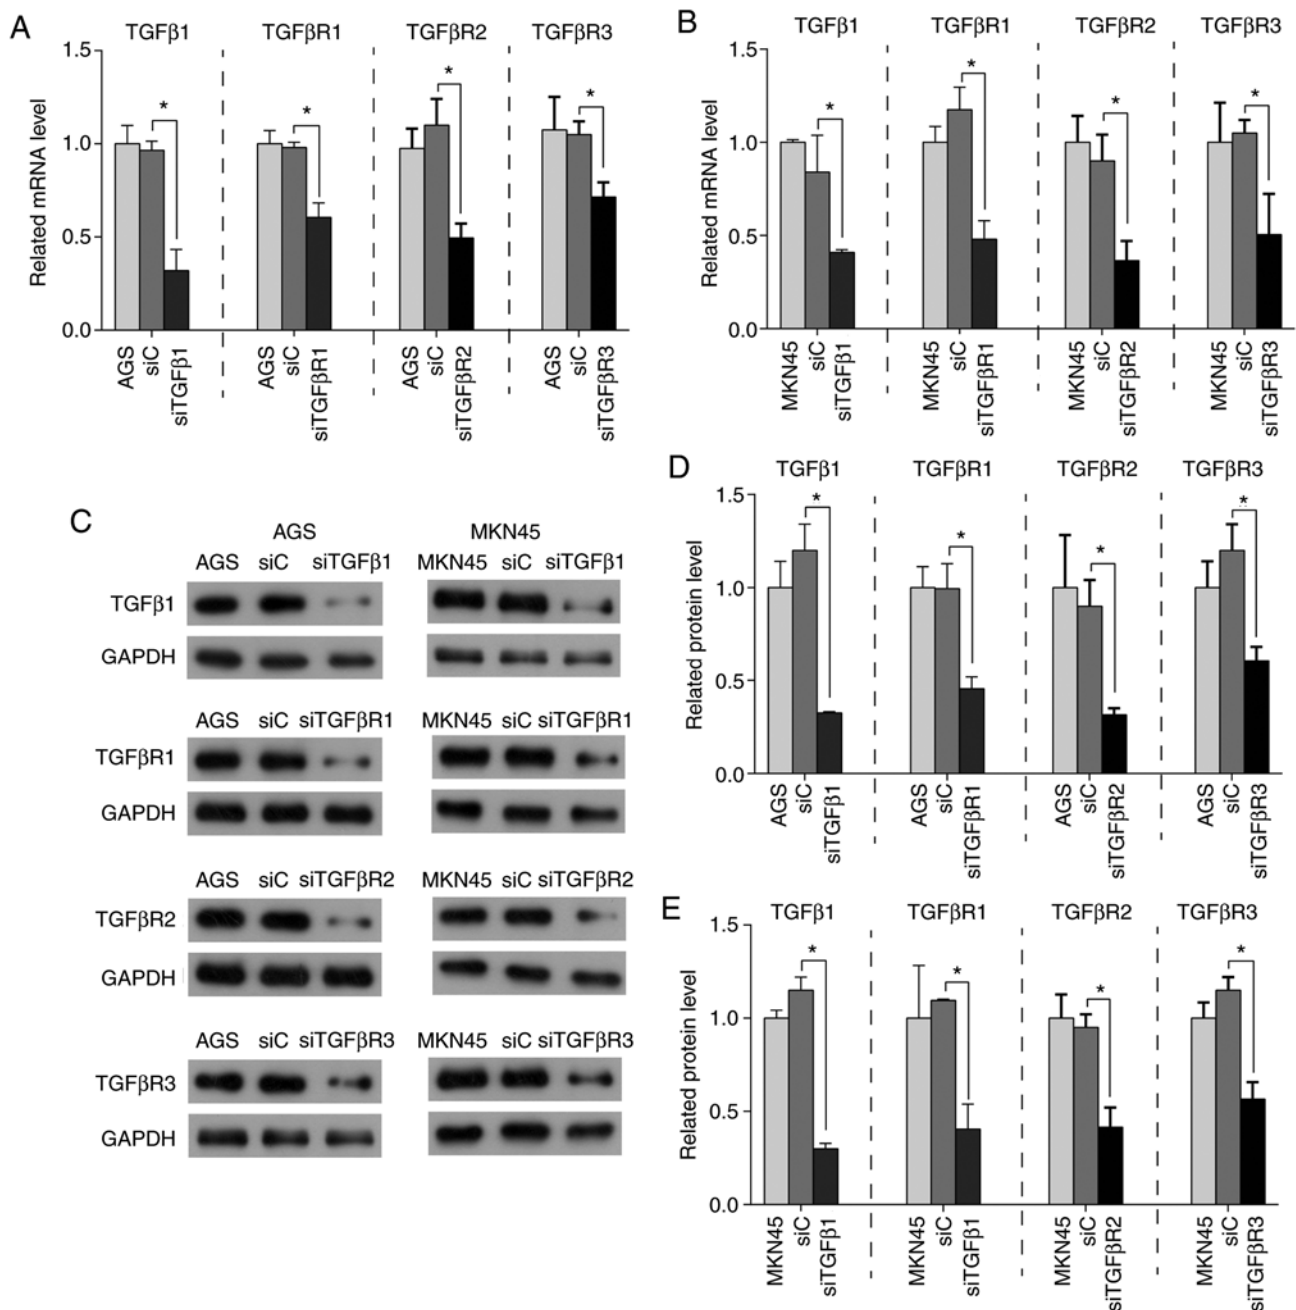 A
TGFβ1 TGFβR1 TGFβR2 TGFβR3
Related mRNA level
1.5
1.0
0.5
0.0
* * * *
AGS siC siTGFβ1 AGS siC siTGFβR1 AGS siC siTGFβR2 AGS siC siTGFβR3
B
TGFβ1 TGFβR1 TGFβR2 TGFβR3
Related mRNA level
1.5
1.0
0.5
0.0
* * * *
MKN45 siC siTGFβ1 MKN45 siC siTGFβR1 MKN45 siC siTGFβR2 MKN45 siC siTGFβR3
C
AGS MKN45
AGS siC siTGFβ1 MKN45 siC siTGFβ1
TGFβ1
GAPDH
AGS siC siTGFβR1 MKN45 siC siTGFβR1
TGFβR1
GAPDH
AGS siC siTGFβR2 MKN45 siC siTGFβR2
TGFβR2
GAPDH
AGS siC siTGFβR3 MKN45 siC siTGFβR3
TGFβR3
GAPDH
D
TGFβ1 TGFβR1 TGFβR2 TGFβR3
Related protein level
1.5
1.0
0.5
0.0
* * * *
AGS siC siTGFβ1 AGS siC siTGFβR1 AGS siC siTGFβR2 AGS siC siTGFβR3
E
TGFβ1 TGFβR1 TGFβR2 TGFβR3
Related protein level
1.5
1.0
0.5
0.0
* * * *
MKN45 siC siTGFβ1 MKN45 siC siTGFβ1 MKN45 siC siTGFβR2 MKN45 siC siTGFβR3